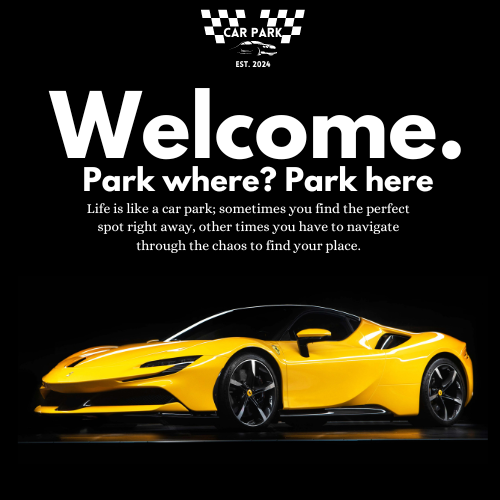 CAR PARK
EST. 2024
Welcome.
Park where? Park here
Life is like a car park; sometimes you find the perfect
spot right away, other times you have to navigate
through the chaos to find your place.